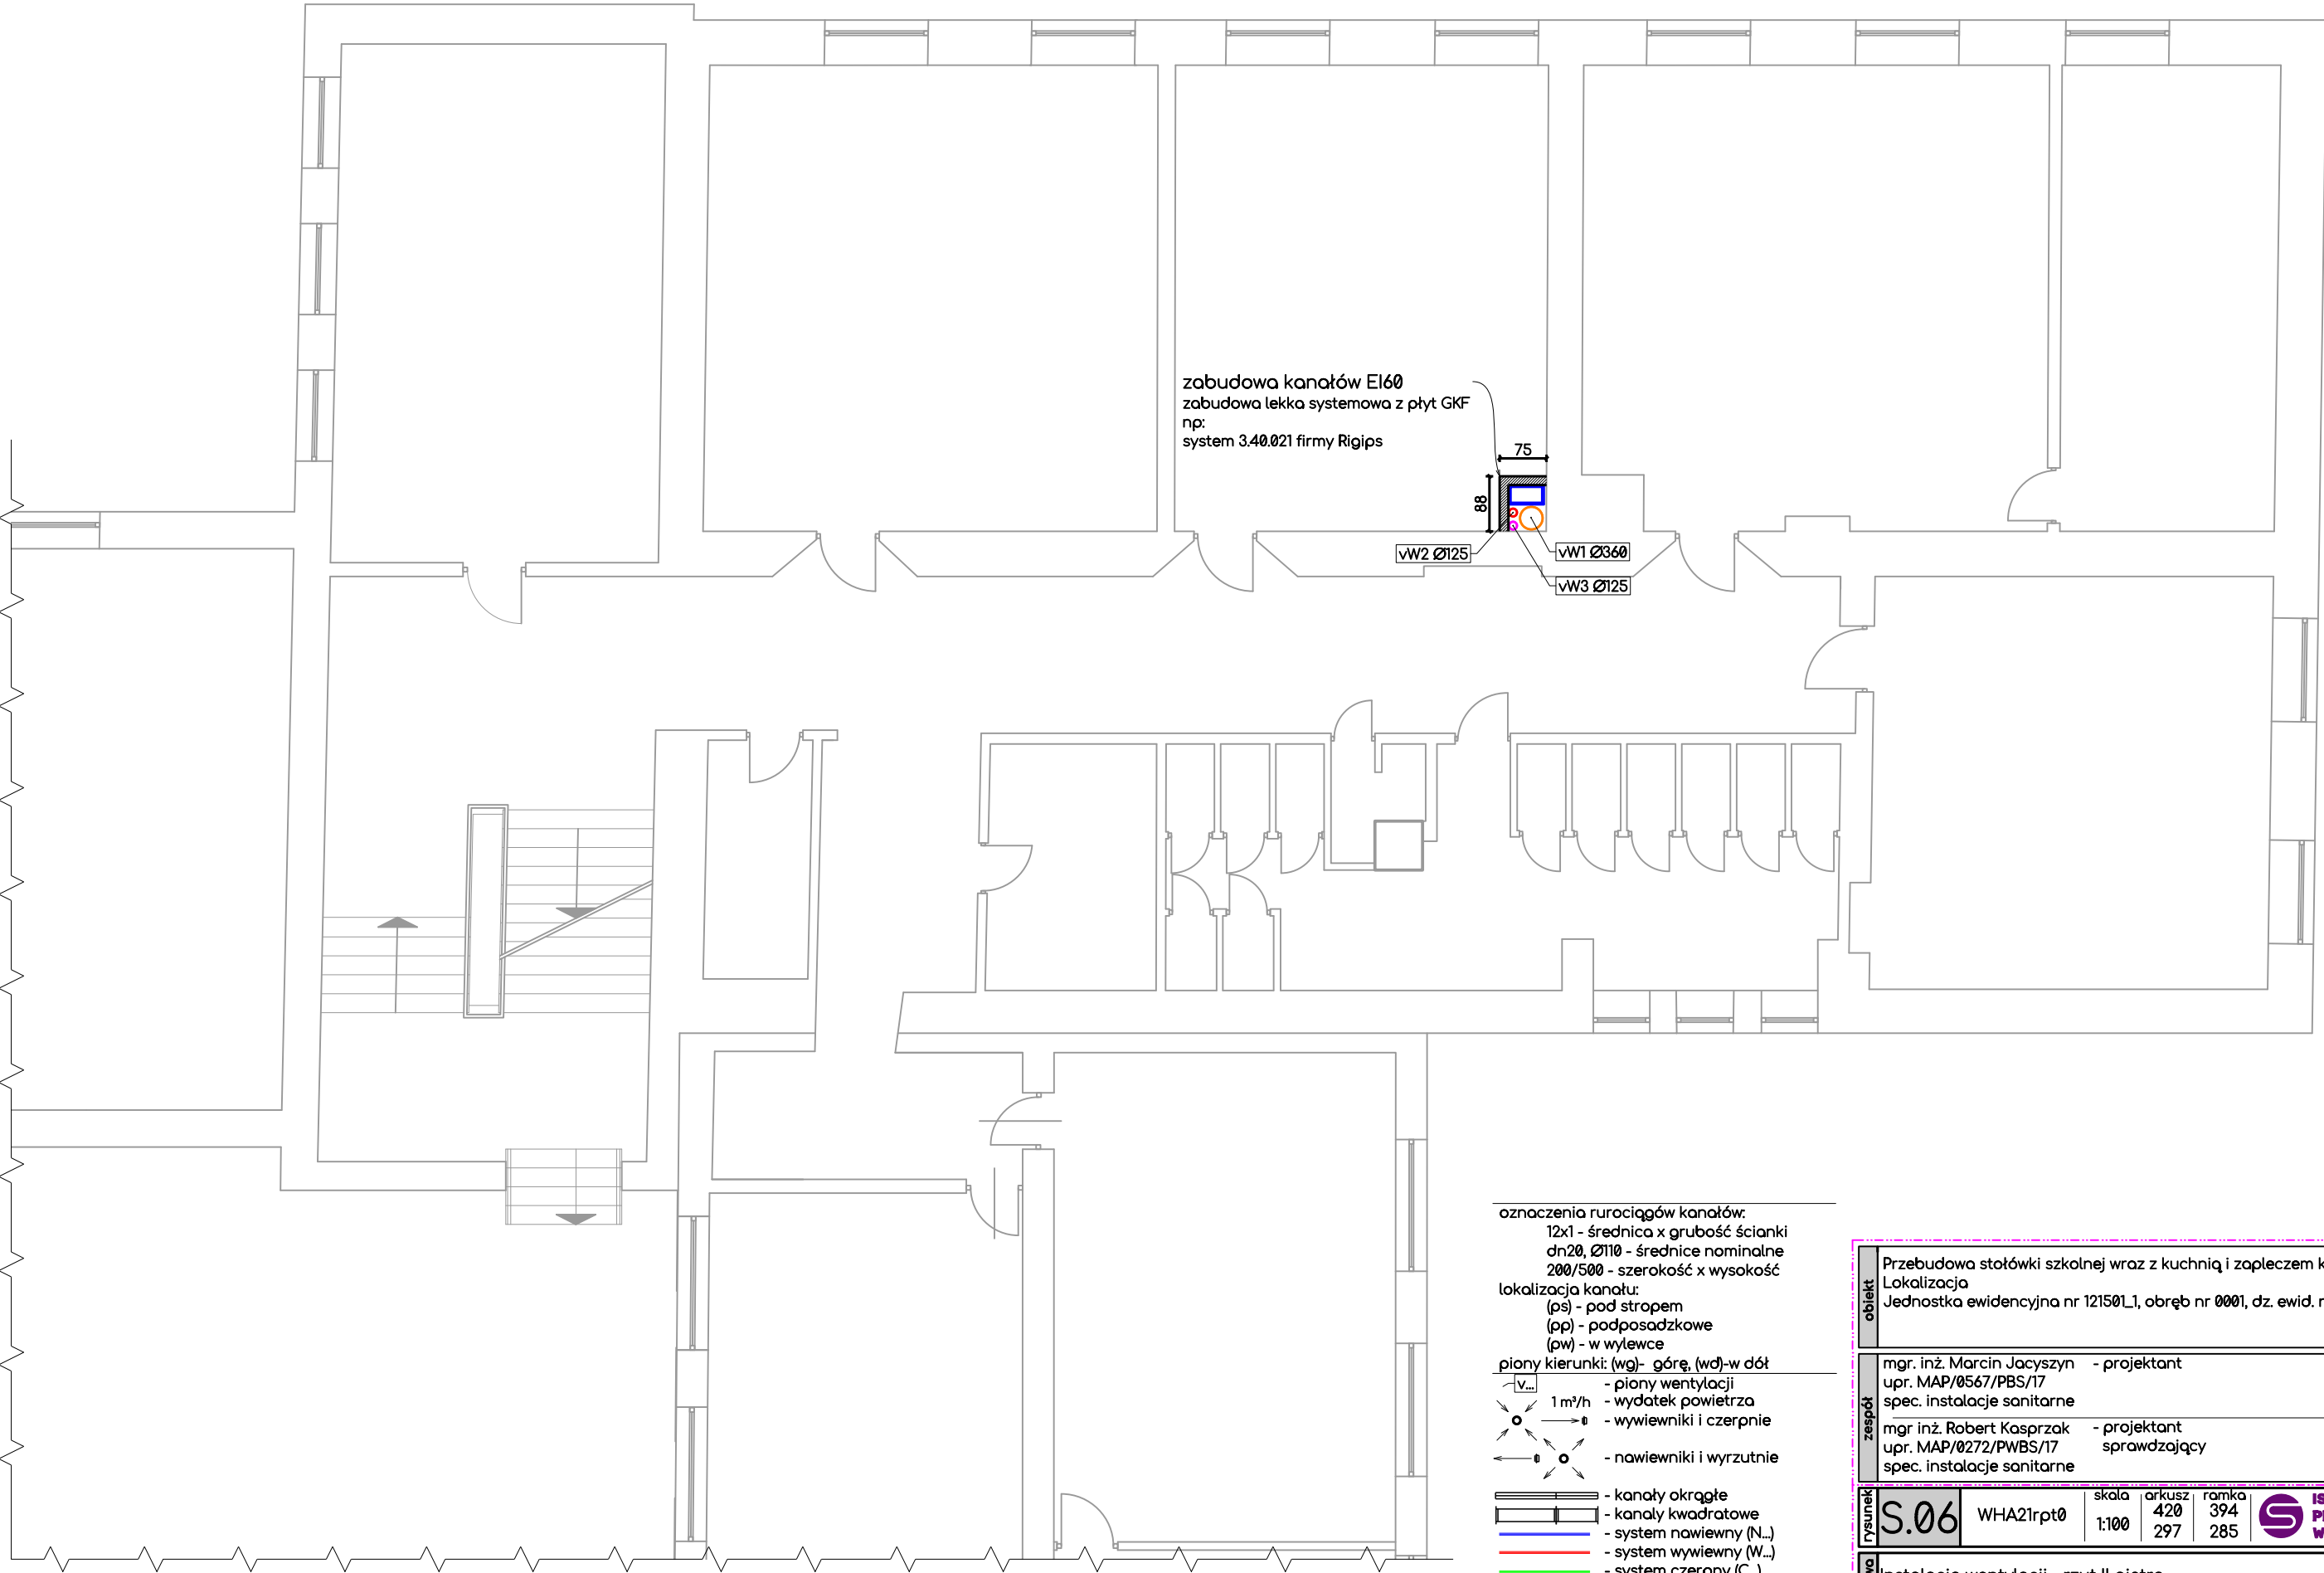 zabudowa kanałów EI60
zabudowa lekka systemowa z płyt GKF
np:
system 3.40.021 firmy Rigips
75
88
vW2 Ø125
vW1 Ø360
vW3 Ø125
oznaczenia rurociągów kanałów:
12x1 - średnica x grubość ścianki
dn20, Ø110 - średnice nominalne
200/500 - szerokość x wysokość
lokalizacja kanału:
(ps) - pod stropem
(pp) - podposadzkowe
(pw) - w wylewce
piony kierunki: (wg)- górę, (wd)-w dół
v... - piony wentylacji
1 m³/h - wydatek powietrza
- wywiewniki i czerpnie
- nawiewniki i wyrzutnie
- kanały okrągłe
- kanaly kwadratowe
- system nawiewny (N...)
- system wywiewny (W...)
- system czerpny (C...)
obiekt
Przebudowa stołówki szkolnej wraz z kuchnią i zapleczem k
Lokalizacja
Jednostka ewidencyjna nr 121501_1, obręb nr 0001, dz. ewid. n
zespół
mgr. inż. Marcin Jacyszyn - projektant
upr. MAP/0567/PBS/17
spec. instalacje sanitarne
mgr inż. Robert Kasprzak - projektant
upr. MAP/0272/PWBS/17 sprawdzający
spec. instalacje sanitarne
rysunek
S.06
WHA21rpt0
skala
1:100
arkusz
420
297
ramka
394
285